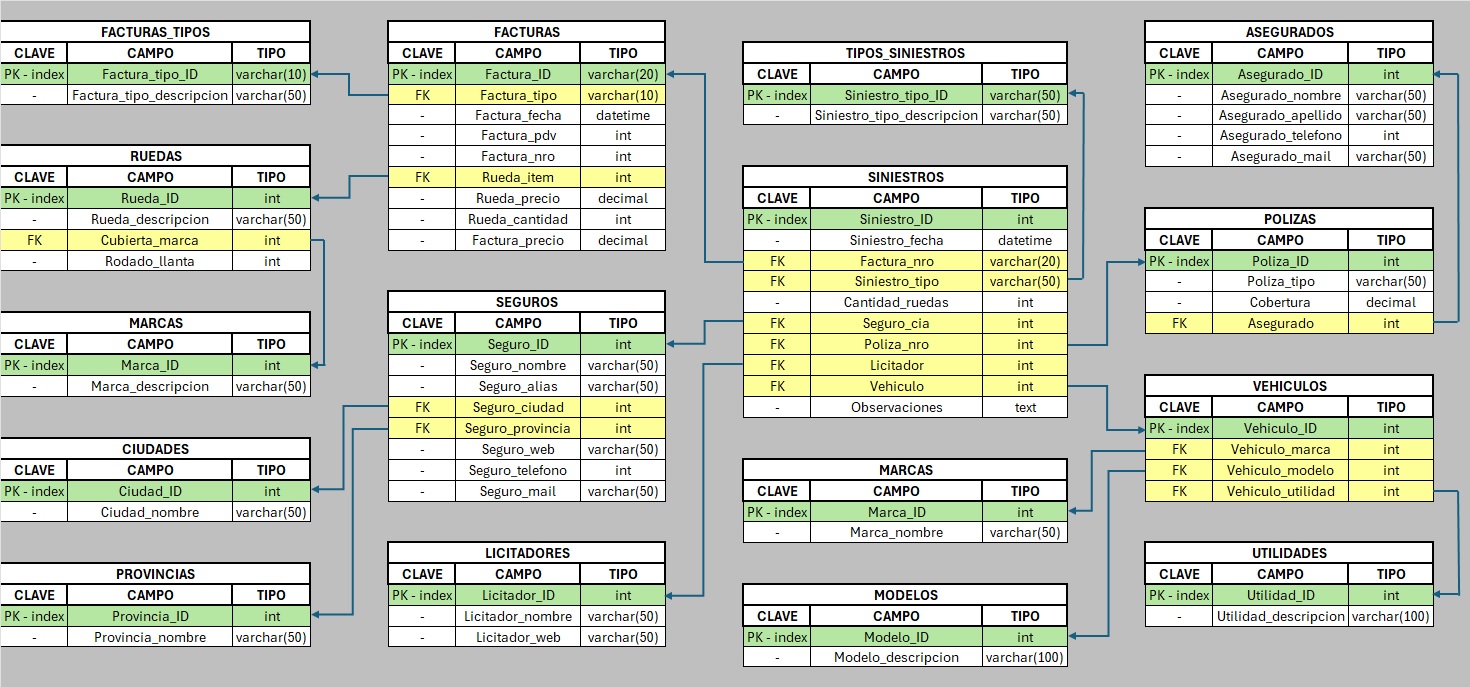 FACTURAS_TIPOS
CLAVE CAMPO TIPO
PK - index Factura_tipo_ID varchar(10)
- Factura_tipo_descripcion varchar(50)
RUEDAS
CLAVE CAMPO TIPO
PK - index Rueda_ID int
- Rueda_descripcion varchar(50)
FK Cubierta_marca int
- Rodado_llanta int
MARCAS
CLAVE CAMPO TIPO
PK - index Marca_ID int
- Marca_descripcion varchar(50)
CIUDADES
CLAVE CAMPO TIPO
PK - index Ciudad_ID int
- Ciudad_nombre varchar(50)
PROVINCIAS
CLAVE CAMPO TIPO
PK - index Provincia_ID int
- Provincia_nombre varchar(50)
FACTURAS
CLAVE CAMPO TIPO
PK - index Factura_ID varchar(20)
FK Factura_tipo varchar(10)
- Factura_fecha datetime
- Factura_pdv int
- Factura_nro int
FK Rueda_item int
- Rueda_precio decimal
- Rueda_cantidad int
- Factura_precio decimal
SEGUROS
CLAVE CAMPO TIPO
PK - index Seguro_ID int
- Seguro_nombre varchar(50)
- Seguro_alias varchar(50)
FK Seguro_ciudad int
FK Seguro_provincia int
- Seguro_web varchar(50)
- Seguro_telefono int
- Seguro_mail varchar(50)
LICITADORES
CLAVE CAMPO TIPO
PK - index Licitador_ID int
- Licitador_nombre varchar(50)
- Licitador_web varchar(50)
TIPOS_SINIESTROS
CLAVE CAMPO TIPO
PK - index Siniestro_tipo_ID varchar(50)
- Siniestro_tipo_descripcion varchar(50)
SINIESTROS
CLAVE CAMPO TIPO
PK - index Siniestro_ID int
- Siniestro_fecha datetime
FK Factura_nro varchar(20)
FK Siniestro_tipo varchar(50)
- Cantidad_ruedas int
FK Seguro_cia int
FK Poliza_nro int
FK Licitador int
FK Vehiculo int
- Observaciones text
MARCAS
CLAVE CAMPO TIPO
PK - index Marca_ID int
- Marca_nombre varchar(50)
MODELOS
CLAVE CAMPO TIPO
PK - index Modelo_ID int
- Modelo_descripcion varchar(100)
ASEGURADOS
CLAVE CAMPO TIPO
PK - index Asegurado_ID int
- Asegurado_nombre varchar(50)
- Asegurado_apellido varchar(50)
- Asegurado_telefono int
- Asegurado_mail varchar(50)
POLIZAS
CLAVE CAMPO TIPO
PK - index Poliza_ID int
- Poliza_tipo varchar(50)
- Cobertura decimal
FK Asegurado int
VEHICULOS
CLAVE CAMPO TIPO
PK - index Vehiculo_ID int
FK Vehiculo_marca int
FK Vehiculo_modelo int
FK Vehiculo_utilidad int
UTILIDADES
CLAVE CAMPO TIPO
PK - index Utilidad_ID int
- Utilidad_descripcion varchar(100)